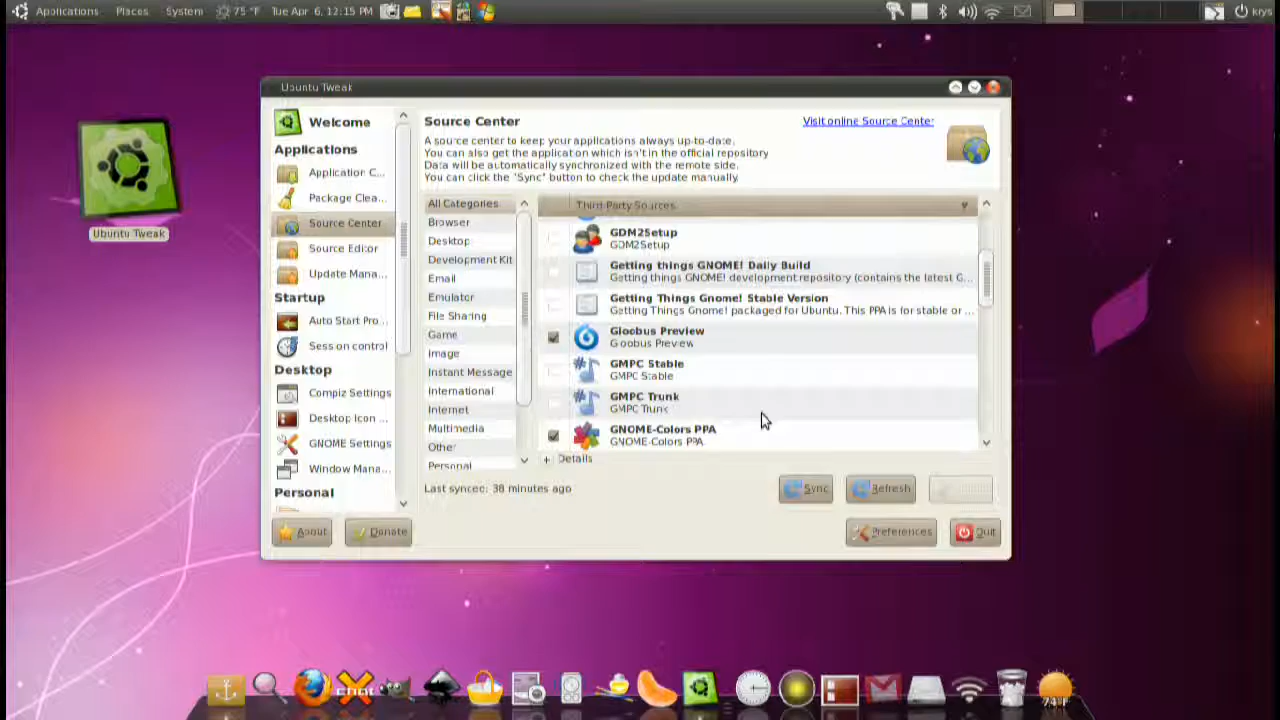 Applications Places System 75 °F Tue Apr 6, 12:15 PM krys
Ubuntu Tweak
Ubuntu Tweak
Welcome
Applications
Application C...
Package Clea...
Source Center
Source Editor
Update Mana...
Startup
Auto Start Pro...
Session control
Desktop
Compiz Settings
Desktop Icon ...
GNOME Settings
Window Mana...
Personal
About
Donate
Source Center
Visit online Source Center
A source center to keep your applications always up-to-date.
You can also get the application which isn't in the official repository
Data will be automatically synchronized with the remote side.
You can click the "Sync" button to check the update manually.
All Categories
Browser
Desktop
Development Kit
Email
Emulator
File Sharing
Game
Image
Instant Message
International
Internet
Multimedia
Other
Personal
Third-Party Sources
GDM2Setup
GDM2Setup
Getting things GNOME! Daily Build
Getting things GNOME! development repository (contains the latest G...
Getting Things Gnome! Stable Version
Getting Things Gnome! packaged for Ubuntu. This PPA is for stable or ...
Gloobus Preview
Gloobus Preview
GMPC Stable
GMPC Stable
GMPC Trunk
GMPC Trunk
GNOME-Colors PPA
GNOME-Colors PPA
+ Details
Last synced: 38 minutes ago
Sync
Refresh
Preferences
Quit
74°F